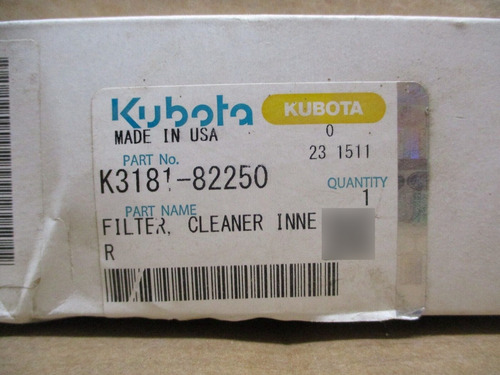 Kubota KUBOTA
MADE IN USA 0
23 1511
PART No.
K3181-82250
QUANTITY
1
PART NAME
FILTER, CLEANER INNE
R